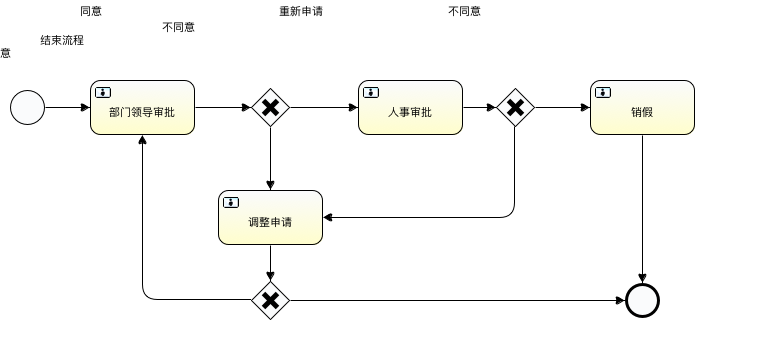 同意
重新申请
不同意
不同意
结束流程
意
部门领导审批
人事审批
销假
调整申请